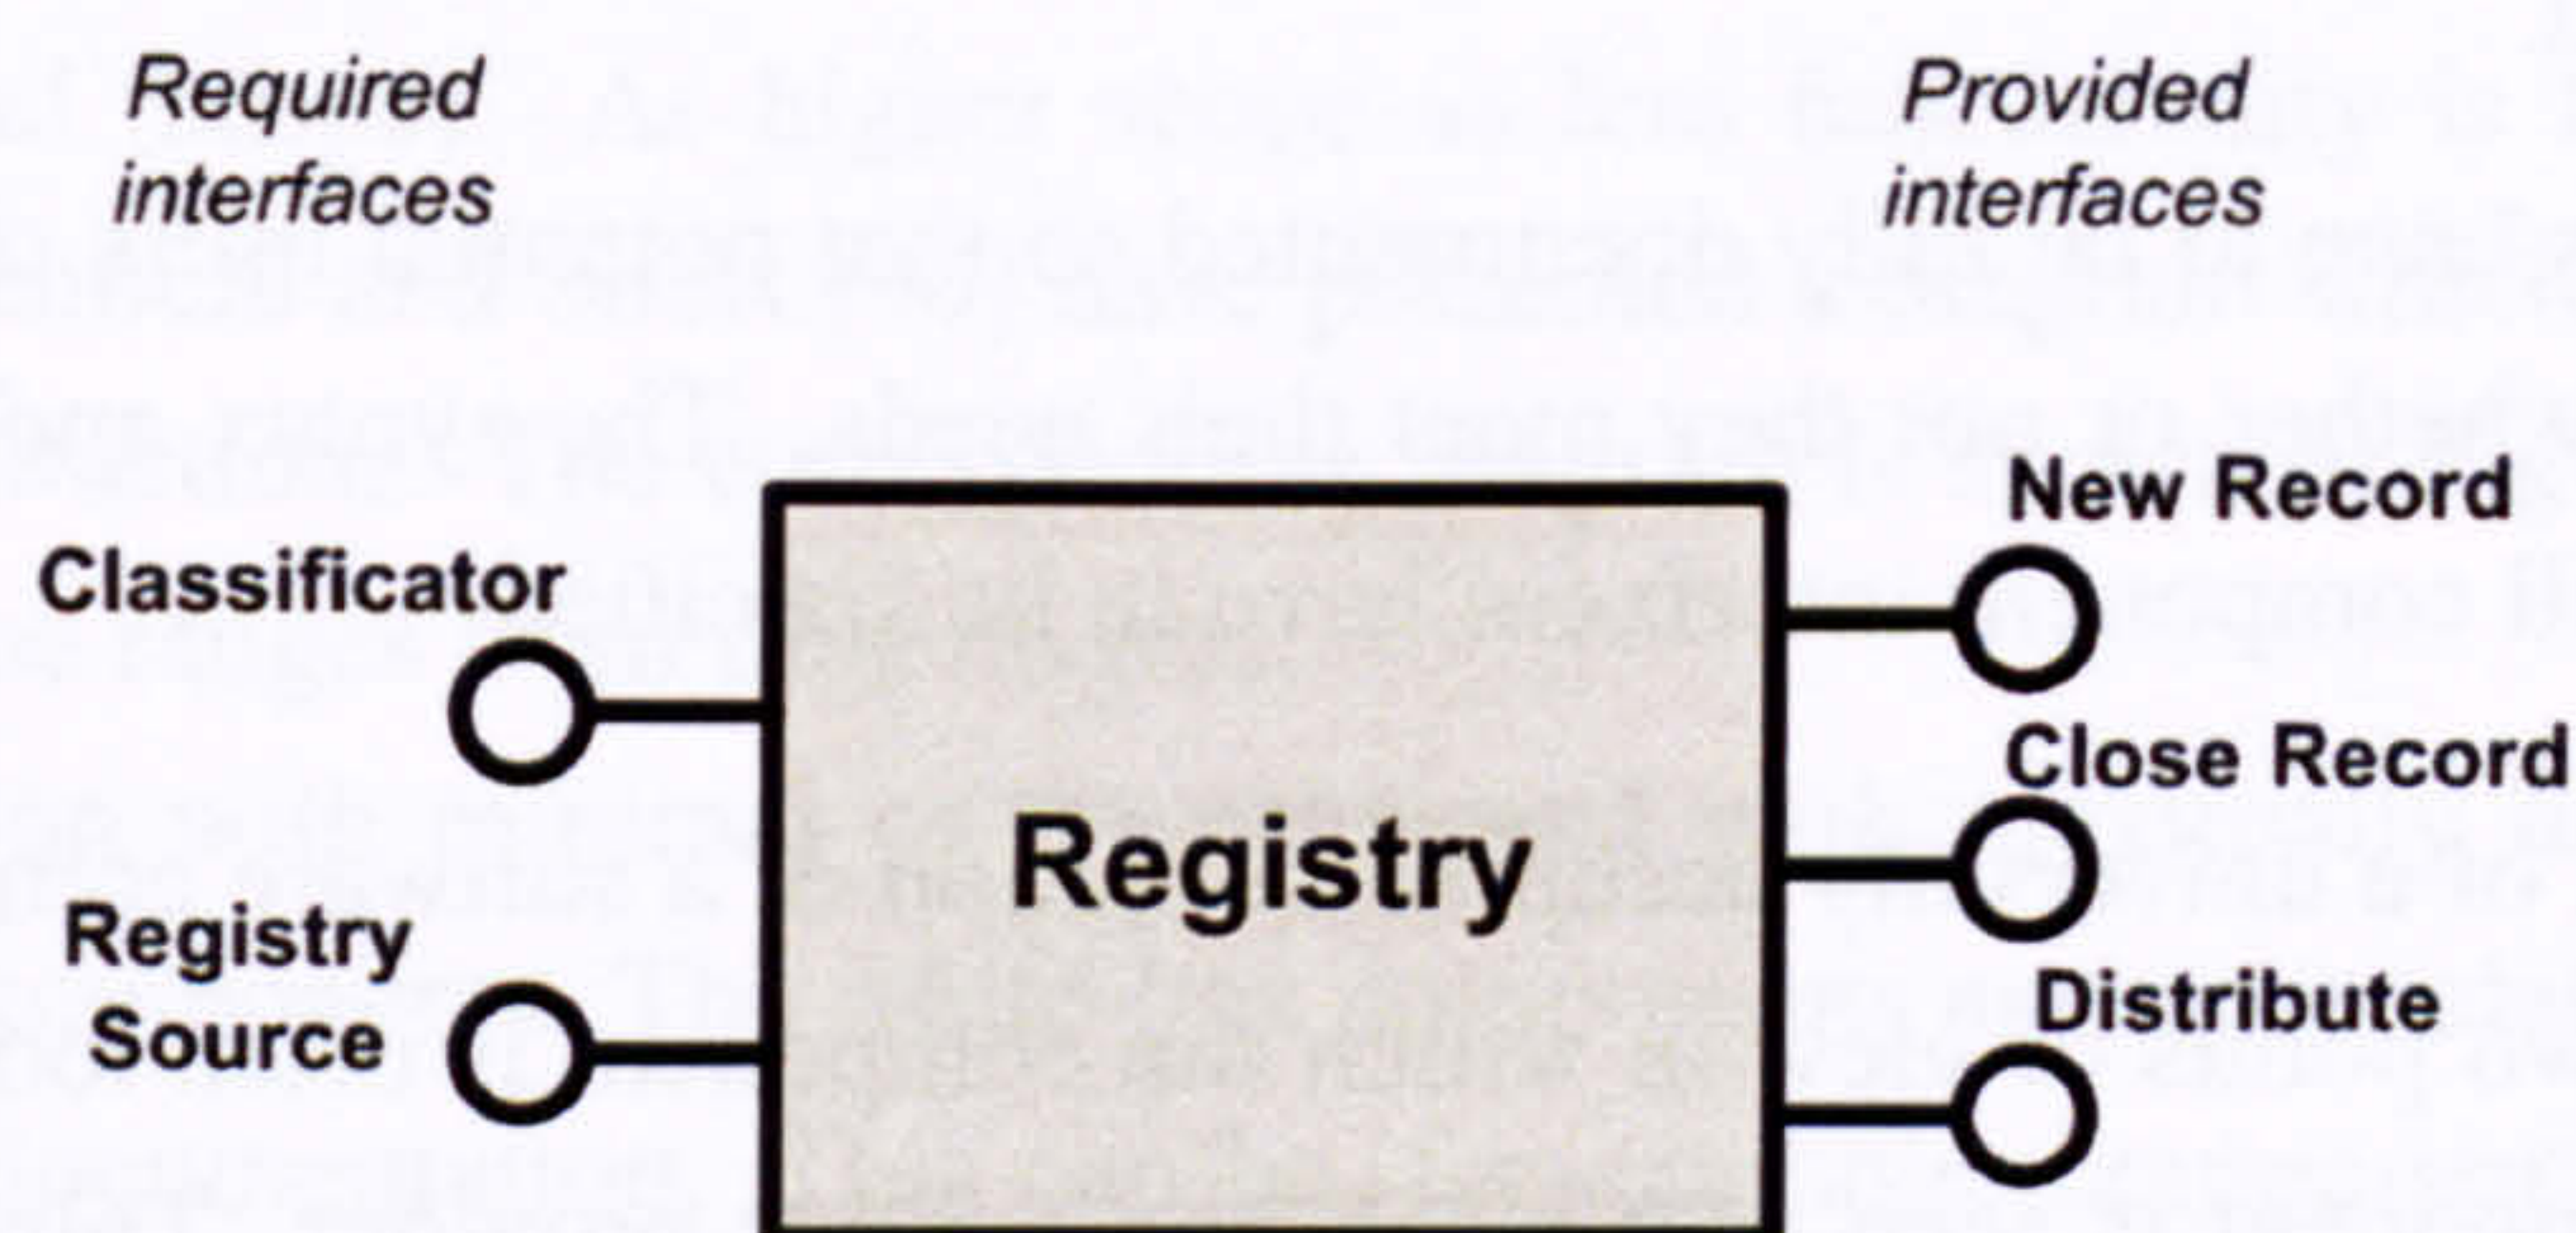 Required
interfaces
Provided
interfaces
New Record
Classificator
Close Record
Registry
Registry
Source
Distribute